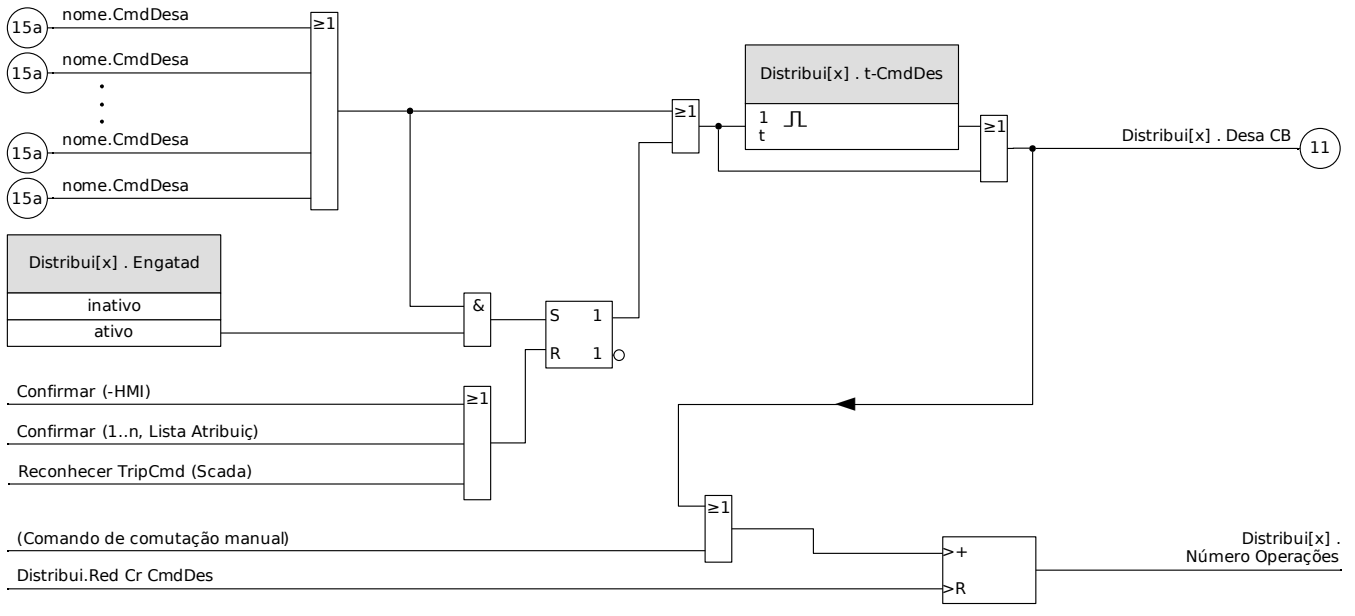 15a nome.CmdDesa
≥1
15a nome.CmdDesa
15a nome.CmdDesa
15a nome.CmdDesa
Distribui[x] . t-CmdDes
≥1
1
t
≥1
Distribui[x] . Desa CB 11
Distribui[x] . Engatad
inativo
ativo
&
S 1
R 1
Confirmar (-HMI)
≥1
Confirmar (1..n, Lista Atribuiç)
Reconhecer TripCmd (Scada)
≥1
(Comando de comutação manual)
Distribui.Red Cr CmdDes
>+
>R
Distribui[x] .
Número Operações